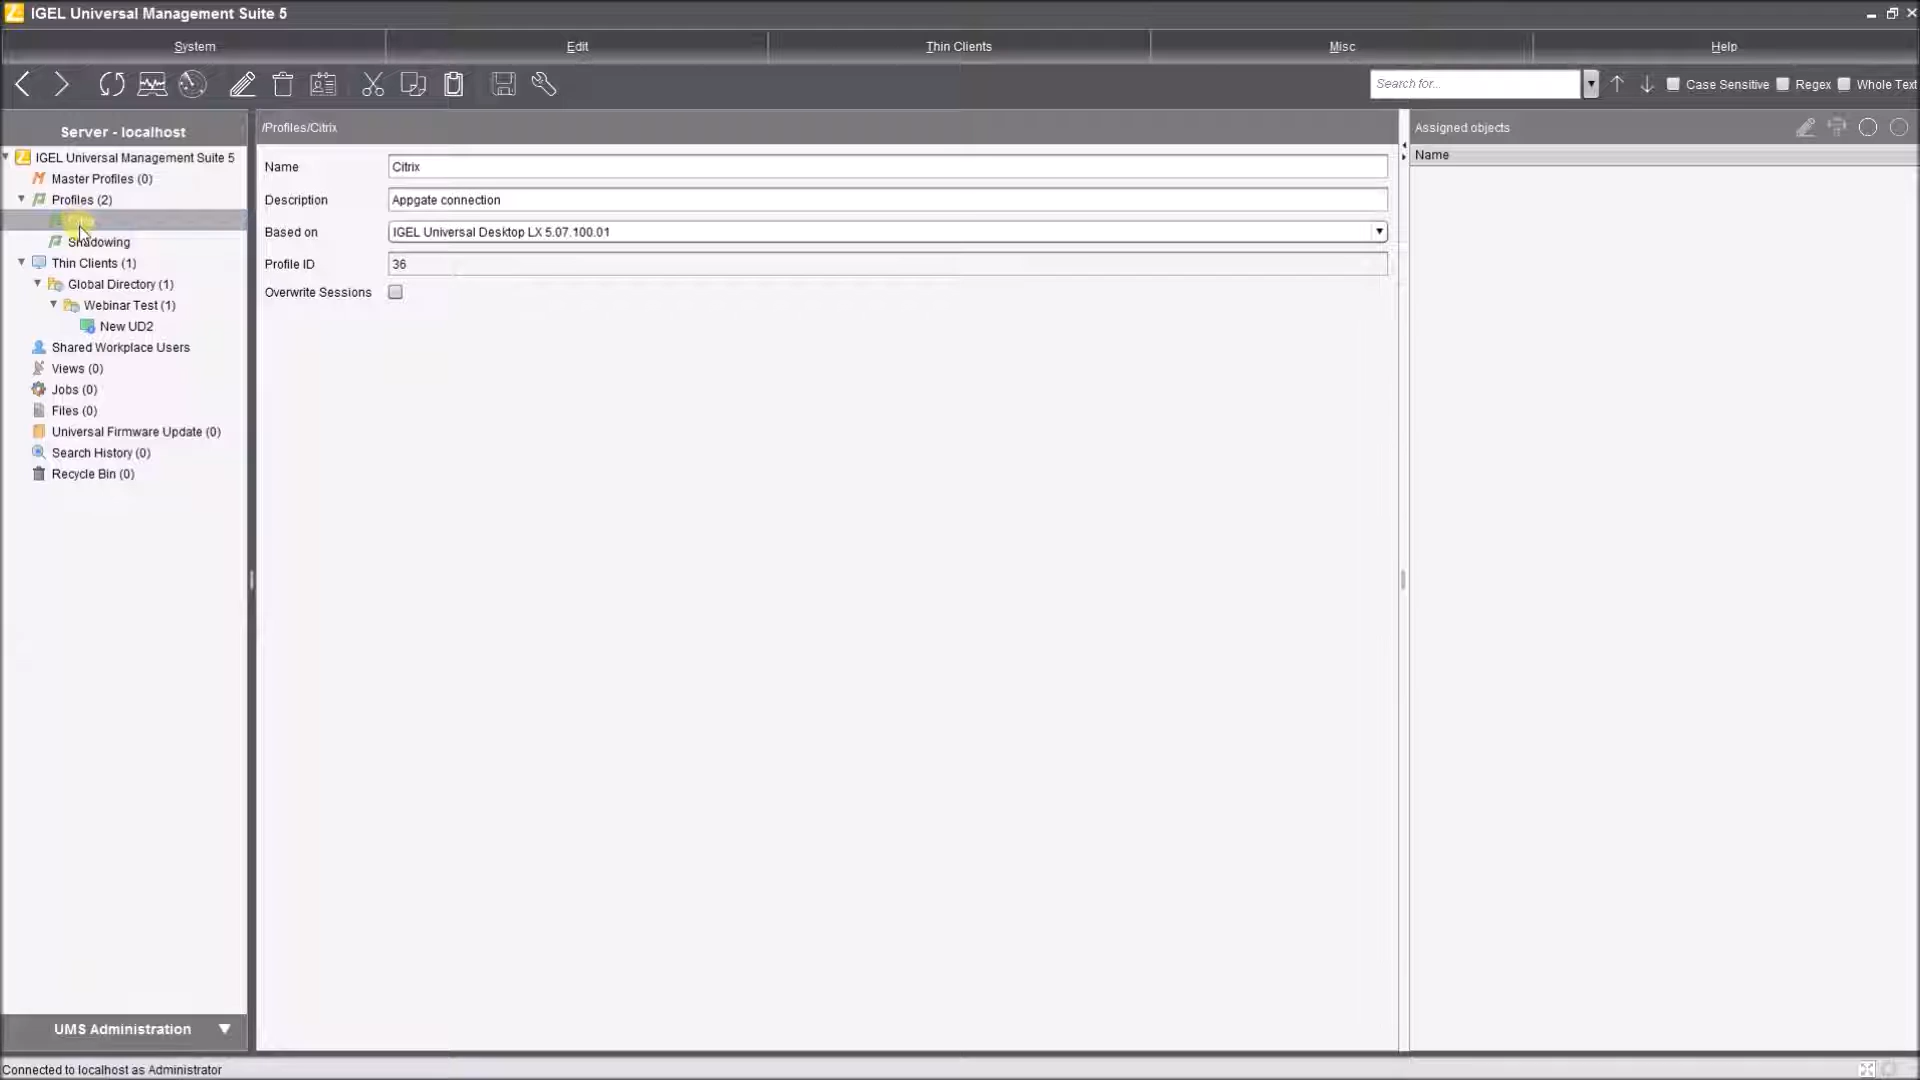 IGEL Universal Management Suite 5
System Edit Thin Clients Misc Help
Search for... Case Sensitive Regex Whole Text
Server - localhost
IGEL Universal Management Suite 5
Master Profiles (0)
Profiles (2)
Shadowing
Thin Clients (1)
Global Directory (1)
Webinar Test (1)
New UD2
Shared Workplace Users
Views (0)
Jobs (0)
Files (0)
Universal Firmware Update (0)
Search History (0)
Recycle Bin (0)
UMS Administration
/Profiles/Citrix
Name Citrix
Description Appgate connection
Based on IGEL Universal Desktop LX 5.07.100.01
Profile ID 36
Overwrite Sessions
Assigned objects
Name
Connected to localhost as Administrator